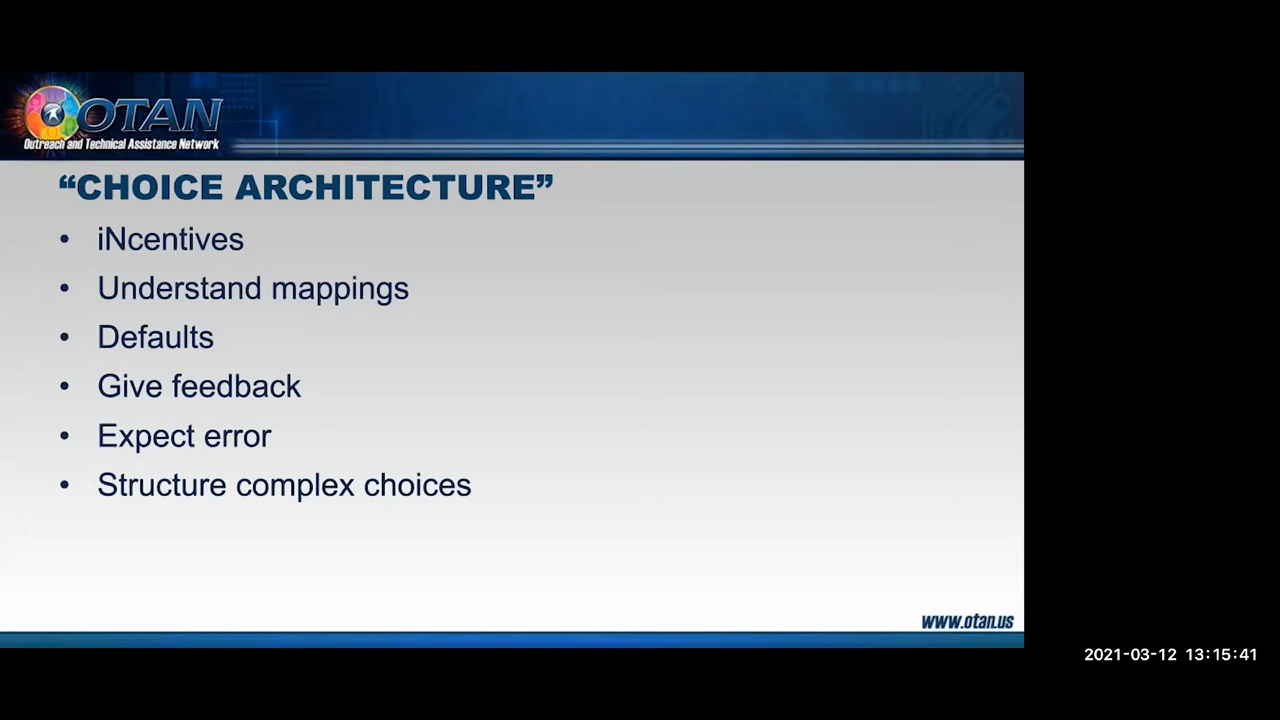 OTAN
Outreach and Technical Assistance Network
“CHOICE ARCHITECTURE”
• iNcentives
• Understand mappings
• Defaults
• Give feedback
• Expect error
• Structure complex choices
www.otan.us
2021-03-12 13:15:41